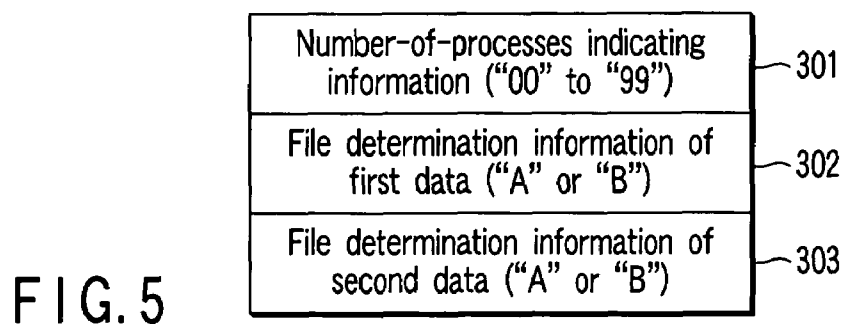 Number-of-processes indicating
information ("00" to "99")
301
File determination information of
first data ("A" or "B")
302
File determination information of
second data ("A" or "B")
303
FIG. 5